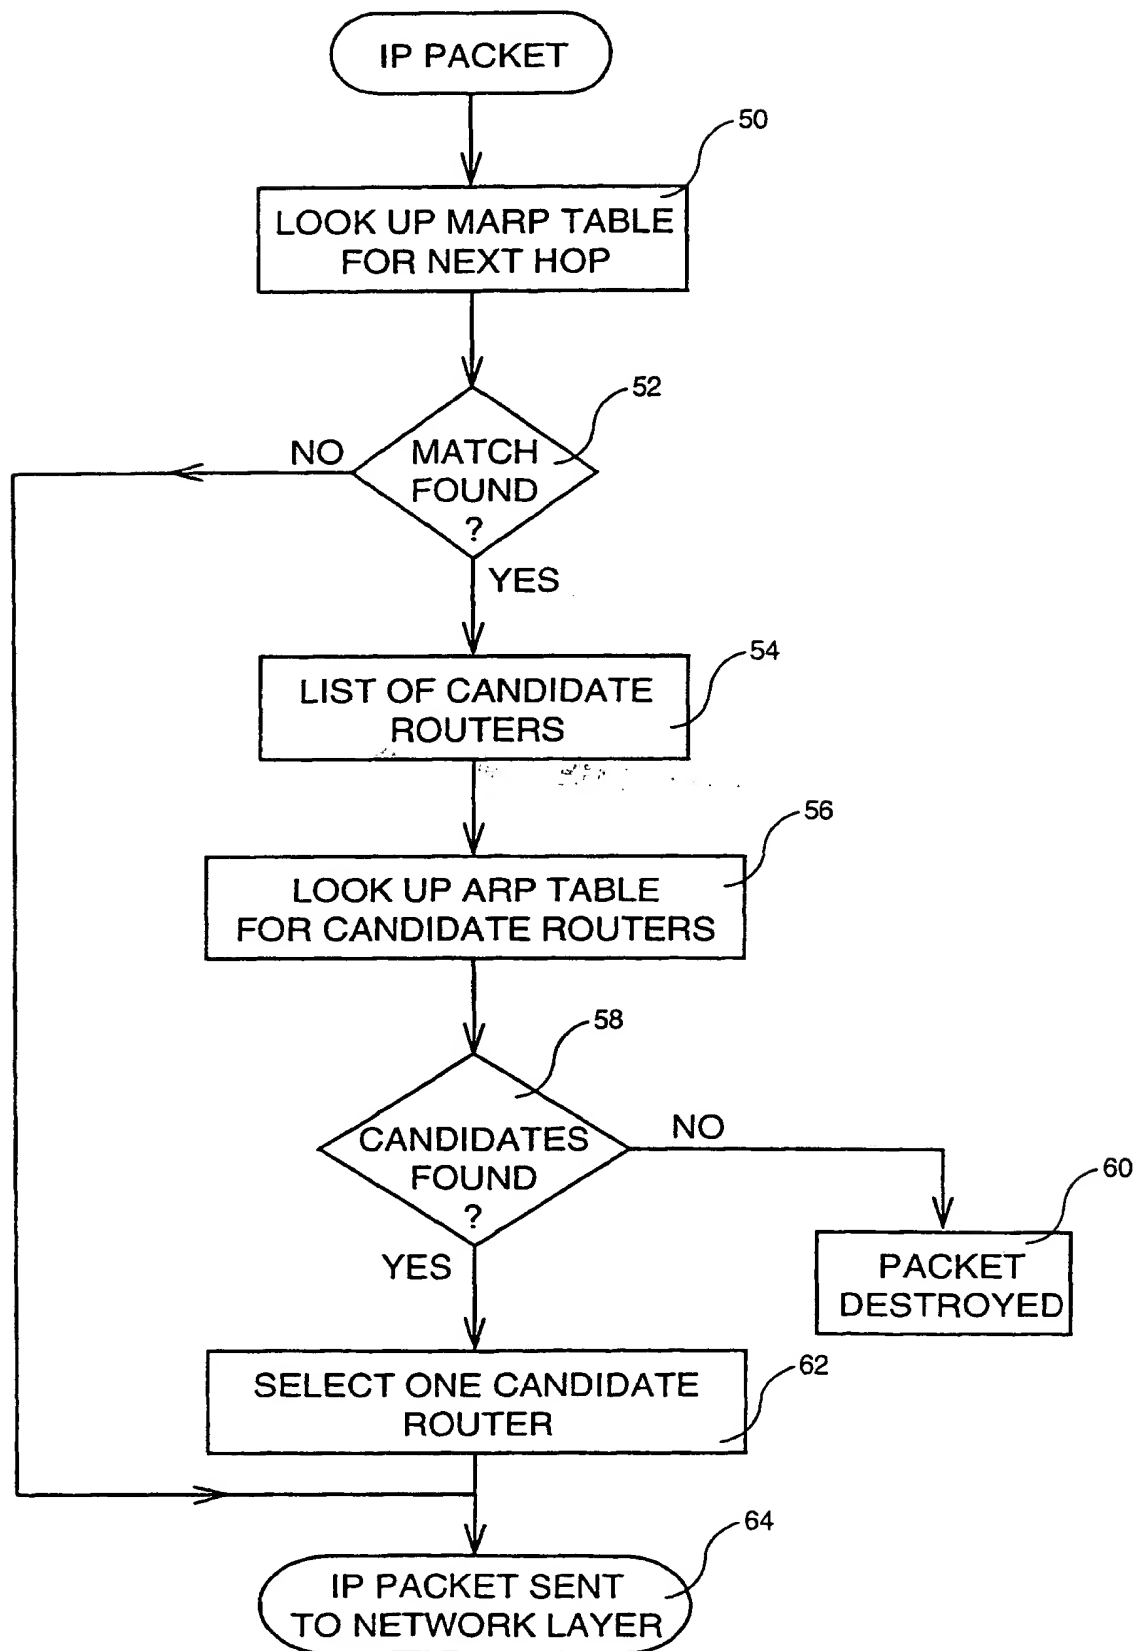 IP PACKET
50
LOOK UP MARP TABLE
FOR NEXT HOP
52
NO
MATCH
FOUND
?
YES
54
LIST OF CANDIDATE
ROUTERS
56
LOOK UP ARP TABLE
FOR CANDIDATE ROUTERS
58
CANDIDATES
FOUND
?
NO
60
PACKET
DESTROYED
YES
62
SELECT ONE CANDIDATE
ROUTER
64
IP PACKET SENT
TO NETWORK LAYER